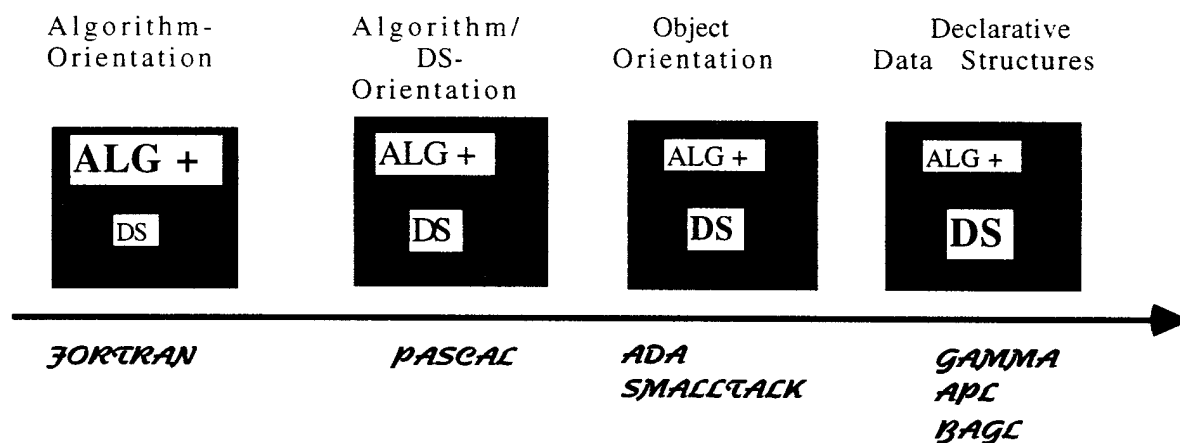 Algorithm-
Orientation
Algorithm/
DS-
Orientation
Object
Orientation
Declarative
Data Structures
ALG +
DS
ALG +
DS
ALG +
DS
ALG +
DS
FORTRAN
PASCAL
ADA
SMALLTALK
GAMMA
APL
BAGL